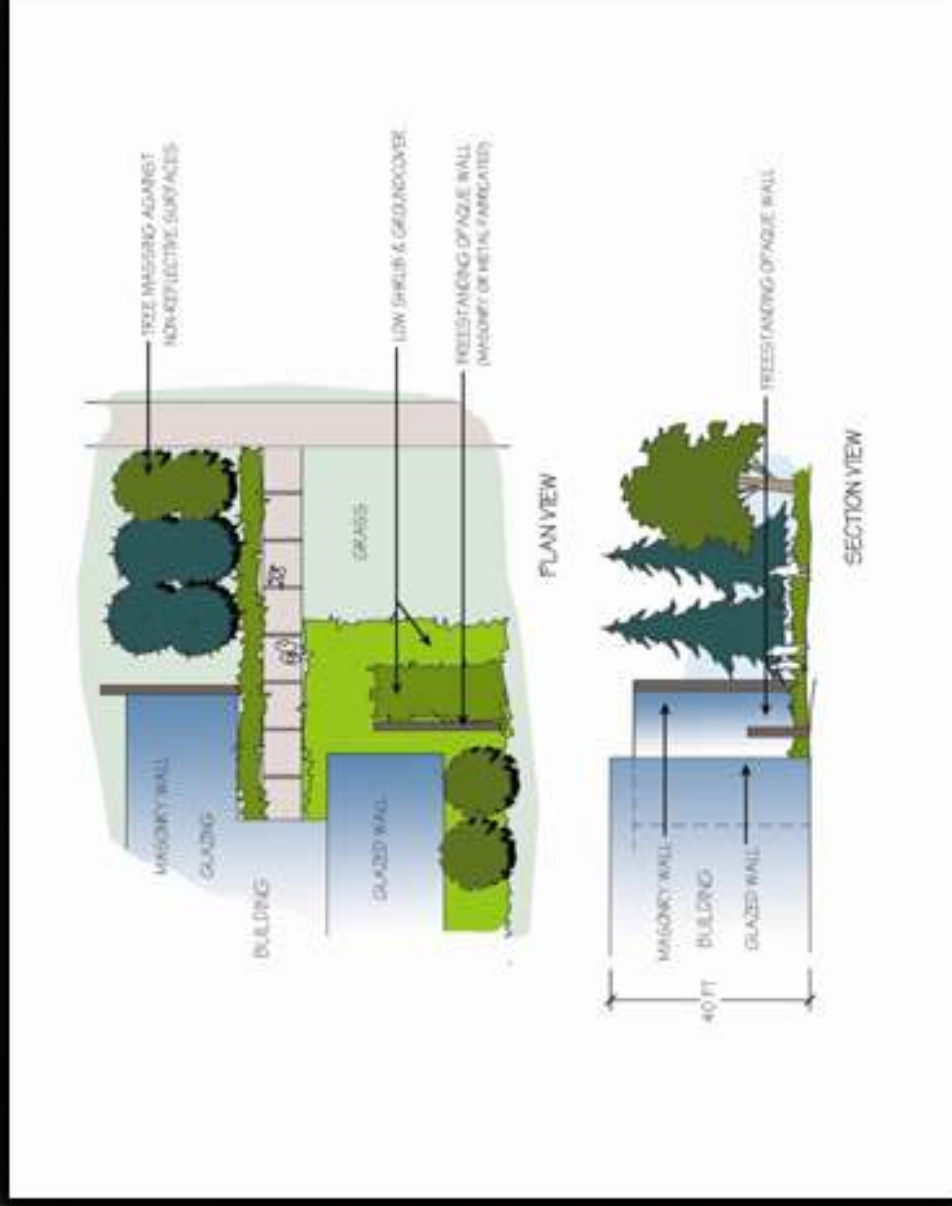 TREE MASSING AGAINST
NON-REFLECTIVE SURFACES
LOW SHRUB & GROUNDCOVER
FREESTANDING OPAQUE WALL
(MASONRY OR METAL FABRICATED)
MASONRY WALL
GLAZING
BUILDING
GLAZED WALL
GRASS
PLAN VIEW
FREESTANDING OPAQUE WALL
MASONRY WALL
BUILDING
GLAZED WALL
40 FT
SECTION VIEW